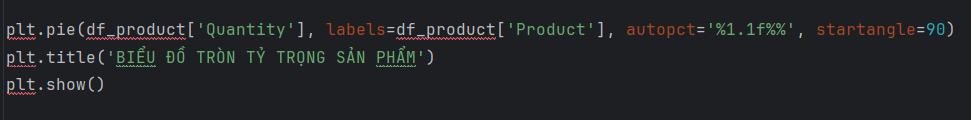 plt.pie(df_product['Quantity'], labels=df_product['Product'], autopct='%1.1f%%', startangle=90)
plt.title('BIỂU ĐỒ TRÒN TỶ TRỌNG SẢN PHẨM')
plt.show()